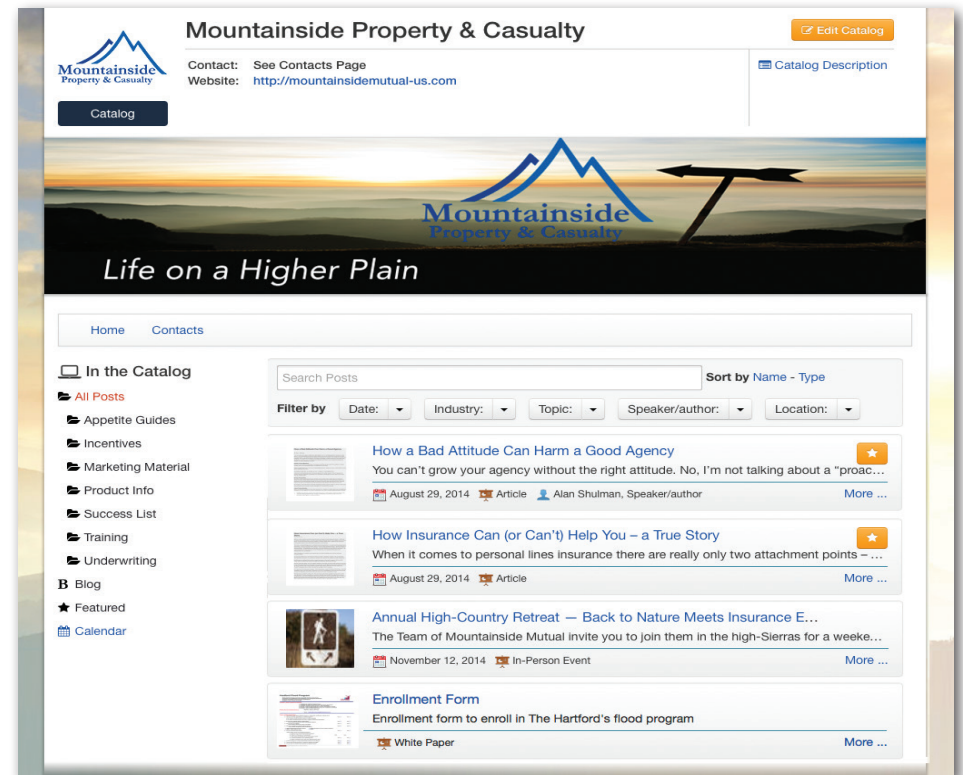 Mountainside Property & Casualty
Edit Catalog
Mountainside
Property & Casualty
Contact: See Contacts Page
Website: http://mountainsidemutual-us.com
Catalog Description
Catalog
Mountainside
Property & Casualty
Life on a Higher Plain
Home Contacts
In the Catalog
All Posts
Appetite Guides
Incentives
Marketing Material
Product Info
Success List
Training
Underwriting
B Blog
Featured
Calendar
Search Posts
Sort by Name - Type
Filter by Date: Industry: Topic: Speaker/author: Location:
How a Bad Attitude Can Harm a Good Agency
You can't grow your agency without the right attitude. No, I'm not talking about a "proac...
August 29, 2014 Article Alan Shulman, Speaker/author More ...
How Insurance Can (or Can't) Help You – a True Story
When it comes to personal lines insurance there are really only two attachment points – ...
August 29, 2014 Article More ...
Annual High-Country Retreat — Back to Nature Meets Insurance E...
The Team of Mountainside Mutual invite you to join them in the high-Sierras for a weeke...
November 12, 2014 In-Person Event More ...
Enrollment Form
Enrollment form to enroll in The Hartford's flood program
White Paper More ...